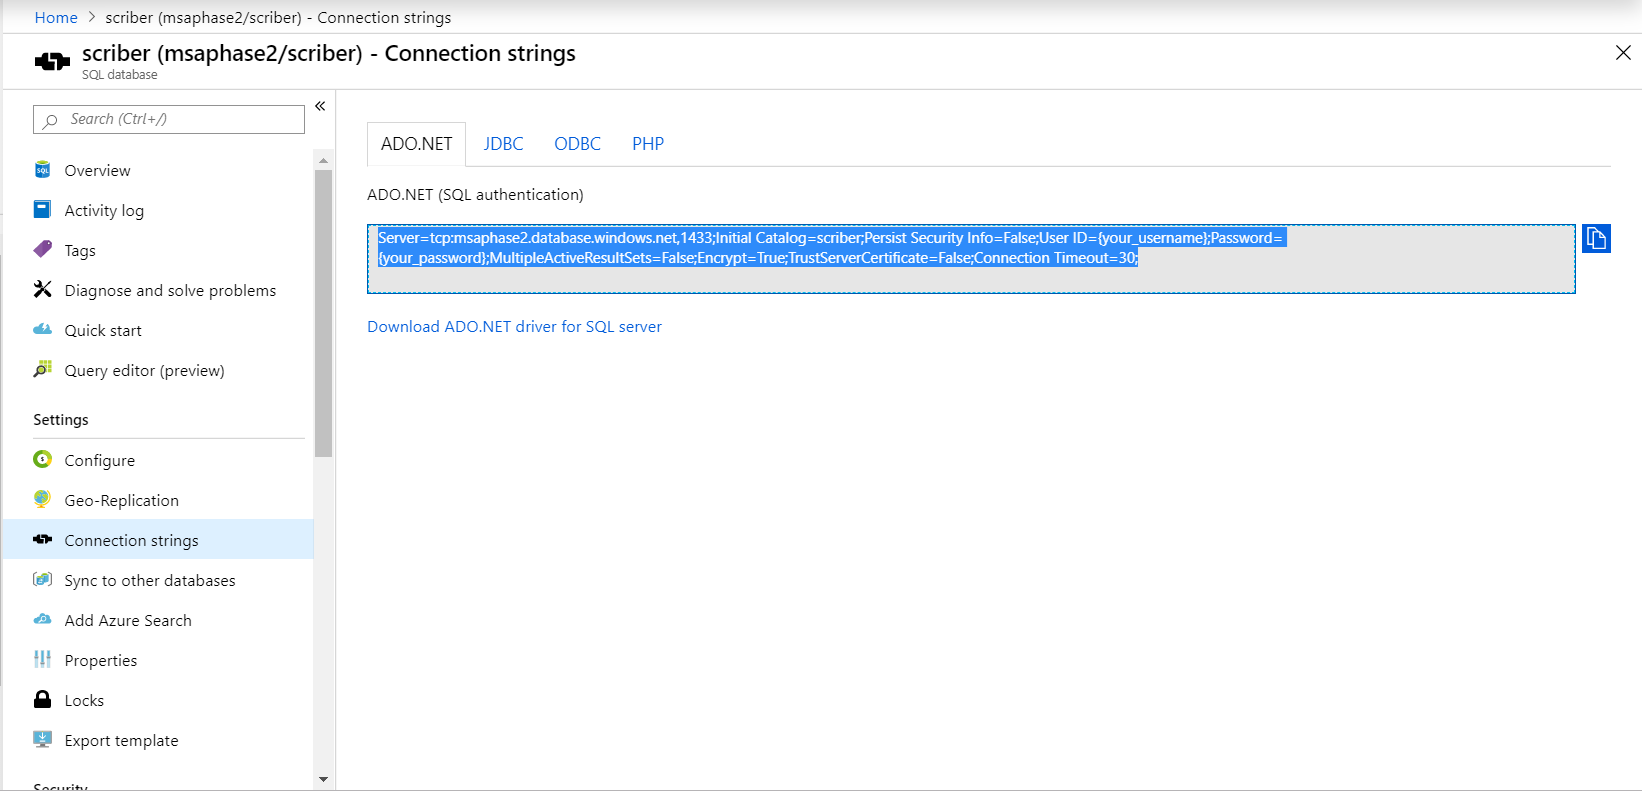 Home > scriber (msaphase2/scriber) - Connection strings
scriber (msaphase2/scriber) - Connection strings
SQL database
Search (Ctrl+/)
«
SQL
Overview
Activity log
Tags
Diagnose and solve problems
Quick start
Query editor (preview)
Settings
Configure
Geo-Replication
Connection strings
Sync to other databases
Add Azure Search
Properties
Locks
Export template
Security
ADO.NET JDBC ODBC PHP
ADO.NET (SQL authentication)
Server=tcp:msaphase2.database.windows.net,1433;Initial Catalog=scriber;Persist Security Info=False;User ID={your_username};Password=
{your_password};MultipleActiveResultSets=False;Encrypt=True;TrustServerCertificate=False;Connection Timeout=30;
Download ADO.NET driver for SQL server